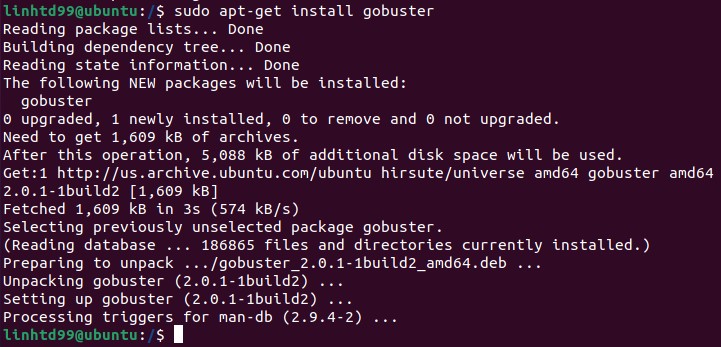 linhtd99@ubuntu:/$ sudo apt-get install gobuster
Reading package lists... Done
Building dependency tree... Done
Reading state information... Done
The following NEW packages will be installed:
  gobuster
0 upgraded, 1 newly installed, 0 to remove and 0 not upgraded.
Need to get 1,609 kB of archives.
After this operation, 5,088 kB of additional disk space will be used.
Get:1 http://us.archive.ubuntu.com/ubuntu hirsute/universe amd64 gobuster amd64
2.0.1-1build2 [1,609 kB]
Fetched 1,609 kB in 3s (574 kB/s)
Selecting previously unselected package gobuster.
(Reading database ... 186865 files and directories currently installed.)
Preparing to unpack .../gobuster_2.0.1-1build2_amd64.deb ...
Unpacking gobuster (2.0.1-1build2) ...
Setting up gobuster (2.0.1-1build2) ...
Processing triggers for man-db (2.9.4-2) ...
linhtd99@ubuntu:/$